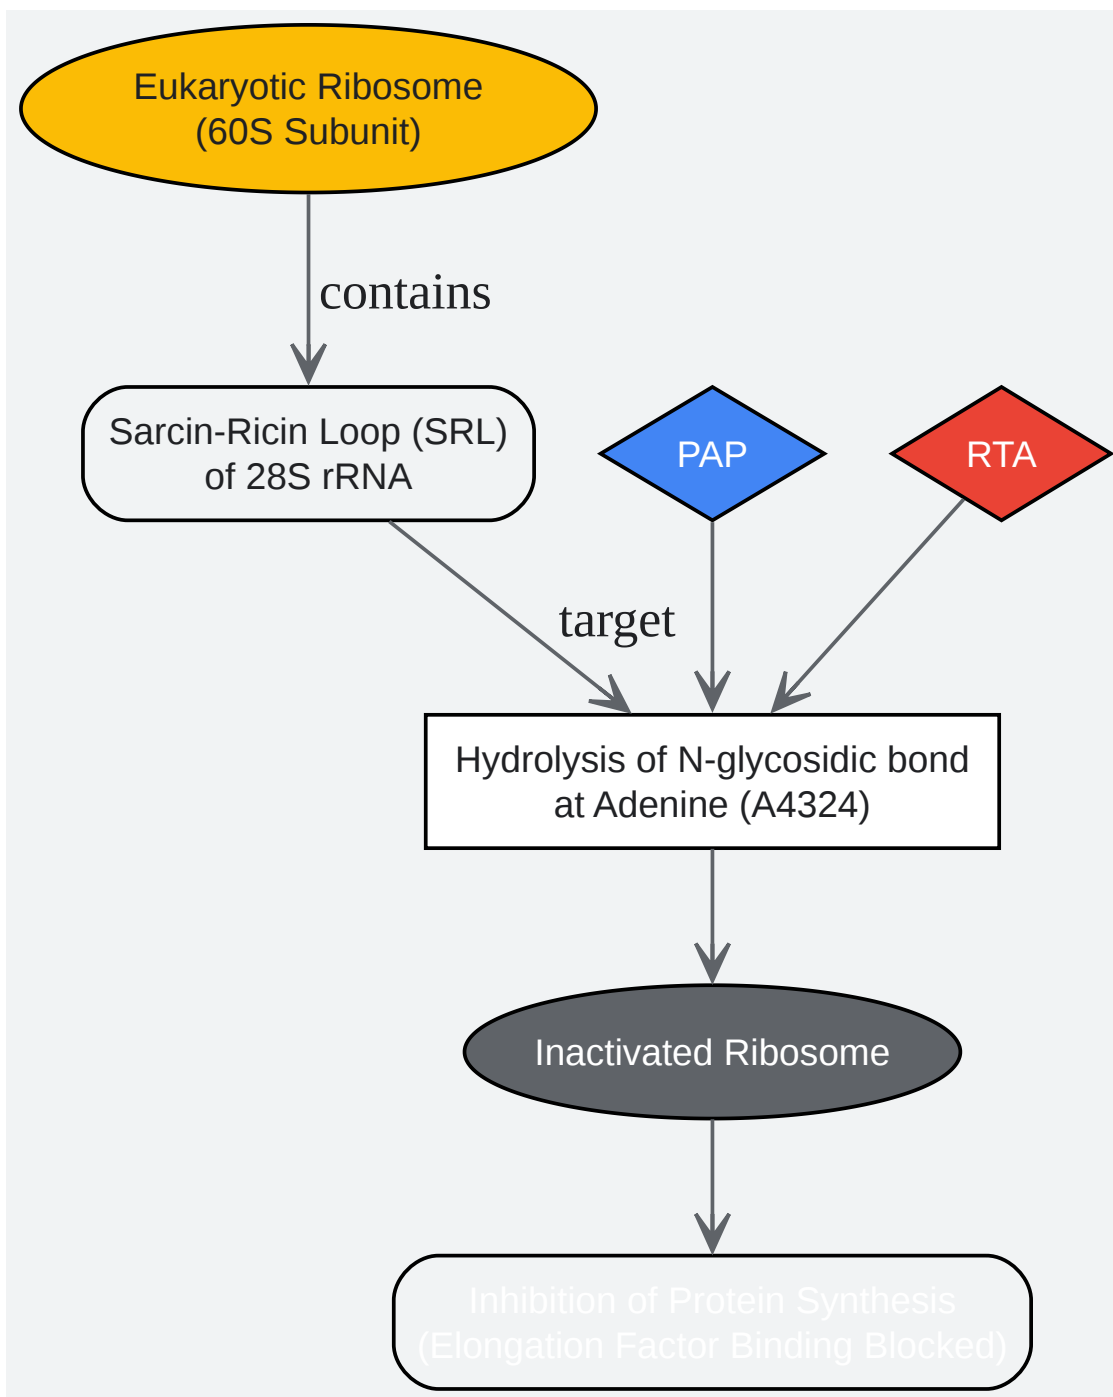 Eukaryotic Ribosome
(60S Subunit)
contains
Sarcin-Ricin Loop (SRL)
of 28S rRNA
PAP
RTA
target
Hydrolysis of N-glycosidic bond
at Adenine (A4324)
Inactivated Ribosome
Inhibition of Protein Synthesis
(Elongation Factor Binding Blocked)